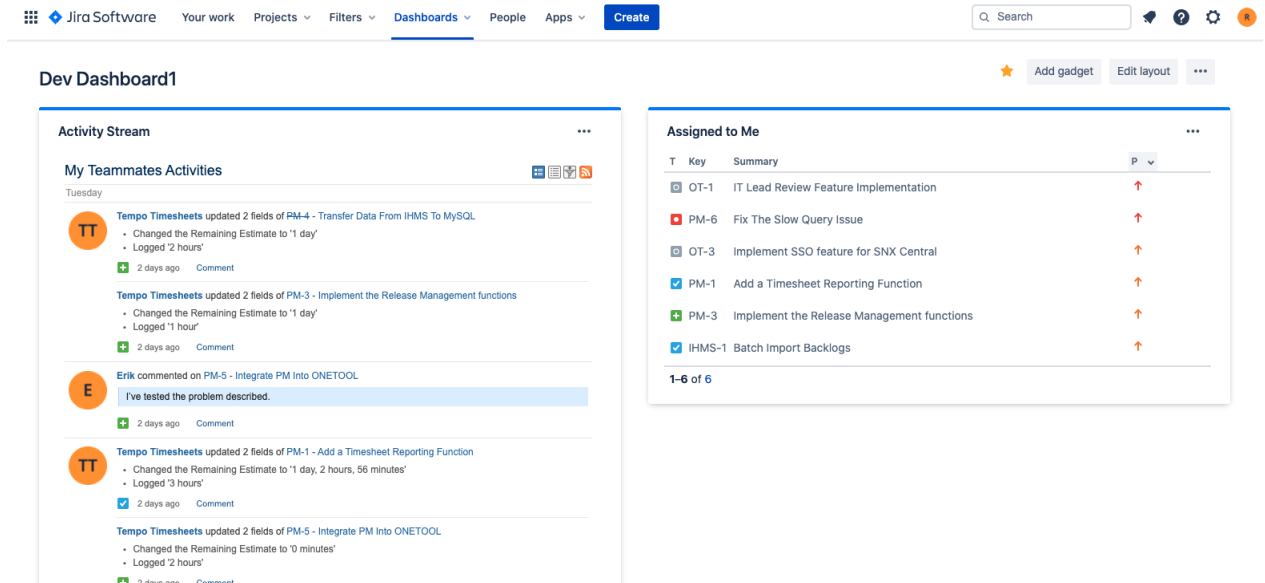 Jira Software Your work Projects Filters Dashboards People Apps Create Search R
Dev Dashboard1
Add gadget Edit layout
Activity Stream
My Teammates Activities
Tuesday
TT
Tempo Timesheets updated 2 fields of PM-4 - Transfer Data From IHMS To MySQL
Changed the Remaining Estimate to '1 day'
Logged '2 hours'
2 days ago Comment
Tempo Timesheets updated 2 fields of PM-3 - Implement the Release Management functions
Changed the Remaining Estimate to '1 day'
Logged '1 hour'
2 days ago Comment
E
Erik commented on PM-5 - Integrate PM Into ONETOOL
I've tested the problem described.
2 days ago Comment
TT
Tempo Timesheets updated 2 fields of PM-1 - Add a Timesheet Reporting Function
Changed the Remaining Estimate to '1 day, 2 hours, 56 minutes'
Logged '3 hours'
2 days ago Comment
Tempo Timesheets updated 2 fields of PM-5 - Integrate PM Into ONETOOL
Changed the Remaining Estimate to '0 minutes'
Logged '2 hours'
2 days ago Comment
Assigned to Me
T Key Summary P
OT-1 IT Lead Review Feature Implementation
PM-6 Fix The Slow Query Issue
OT-3 Implement SSO feature for SNX Central
PM-1 Add a Timesheet Reporting Function
PM-3 Implement the Release Management functions
IHMS-1 Batch Import Backlogs
1–6 of 6